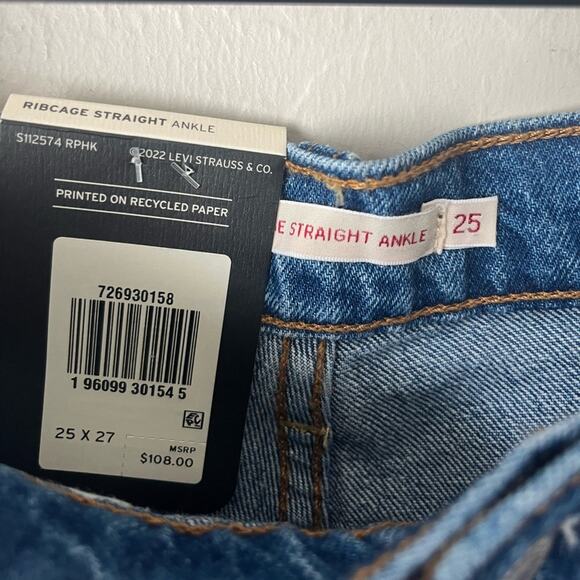 RIBCAGE STRAIGHT ANKLE
S112574 RPHK
©2022 LEVI STRAUSS & CO.
PRINTED ON RECYCLED PAPER
726930158
1 96099 30154 5
25 X 27
MSRP
$108.00
STRAIGHT ANKLE
25